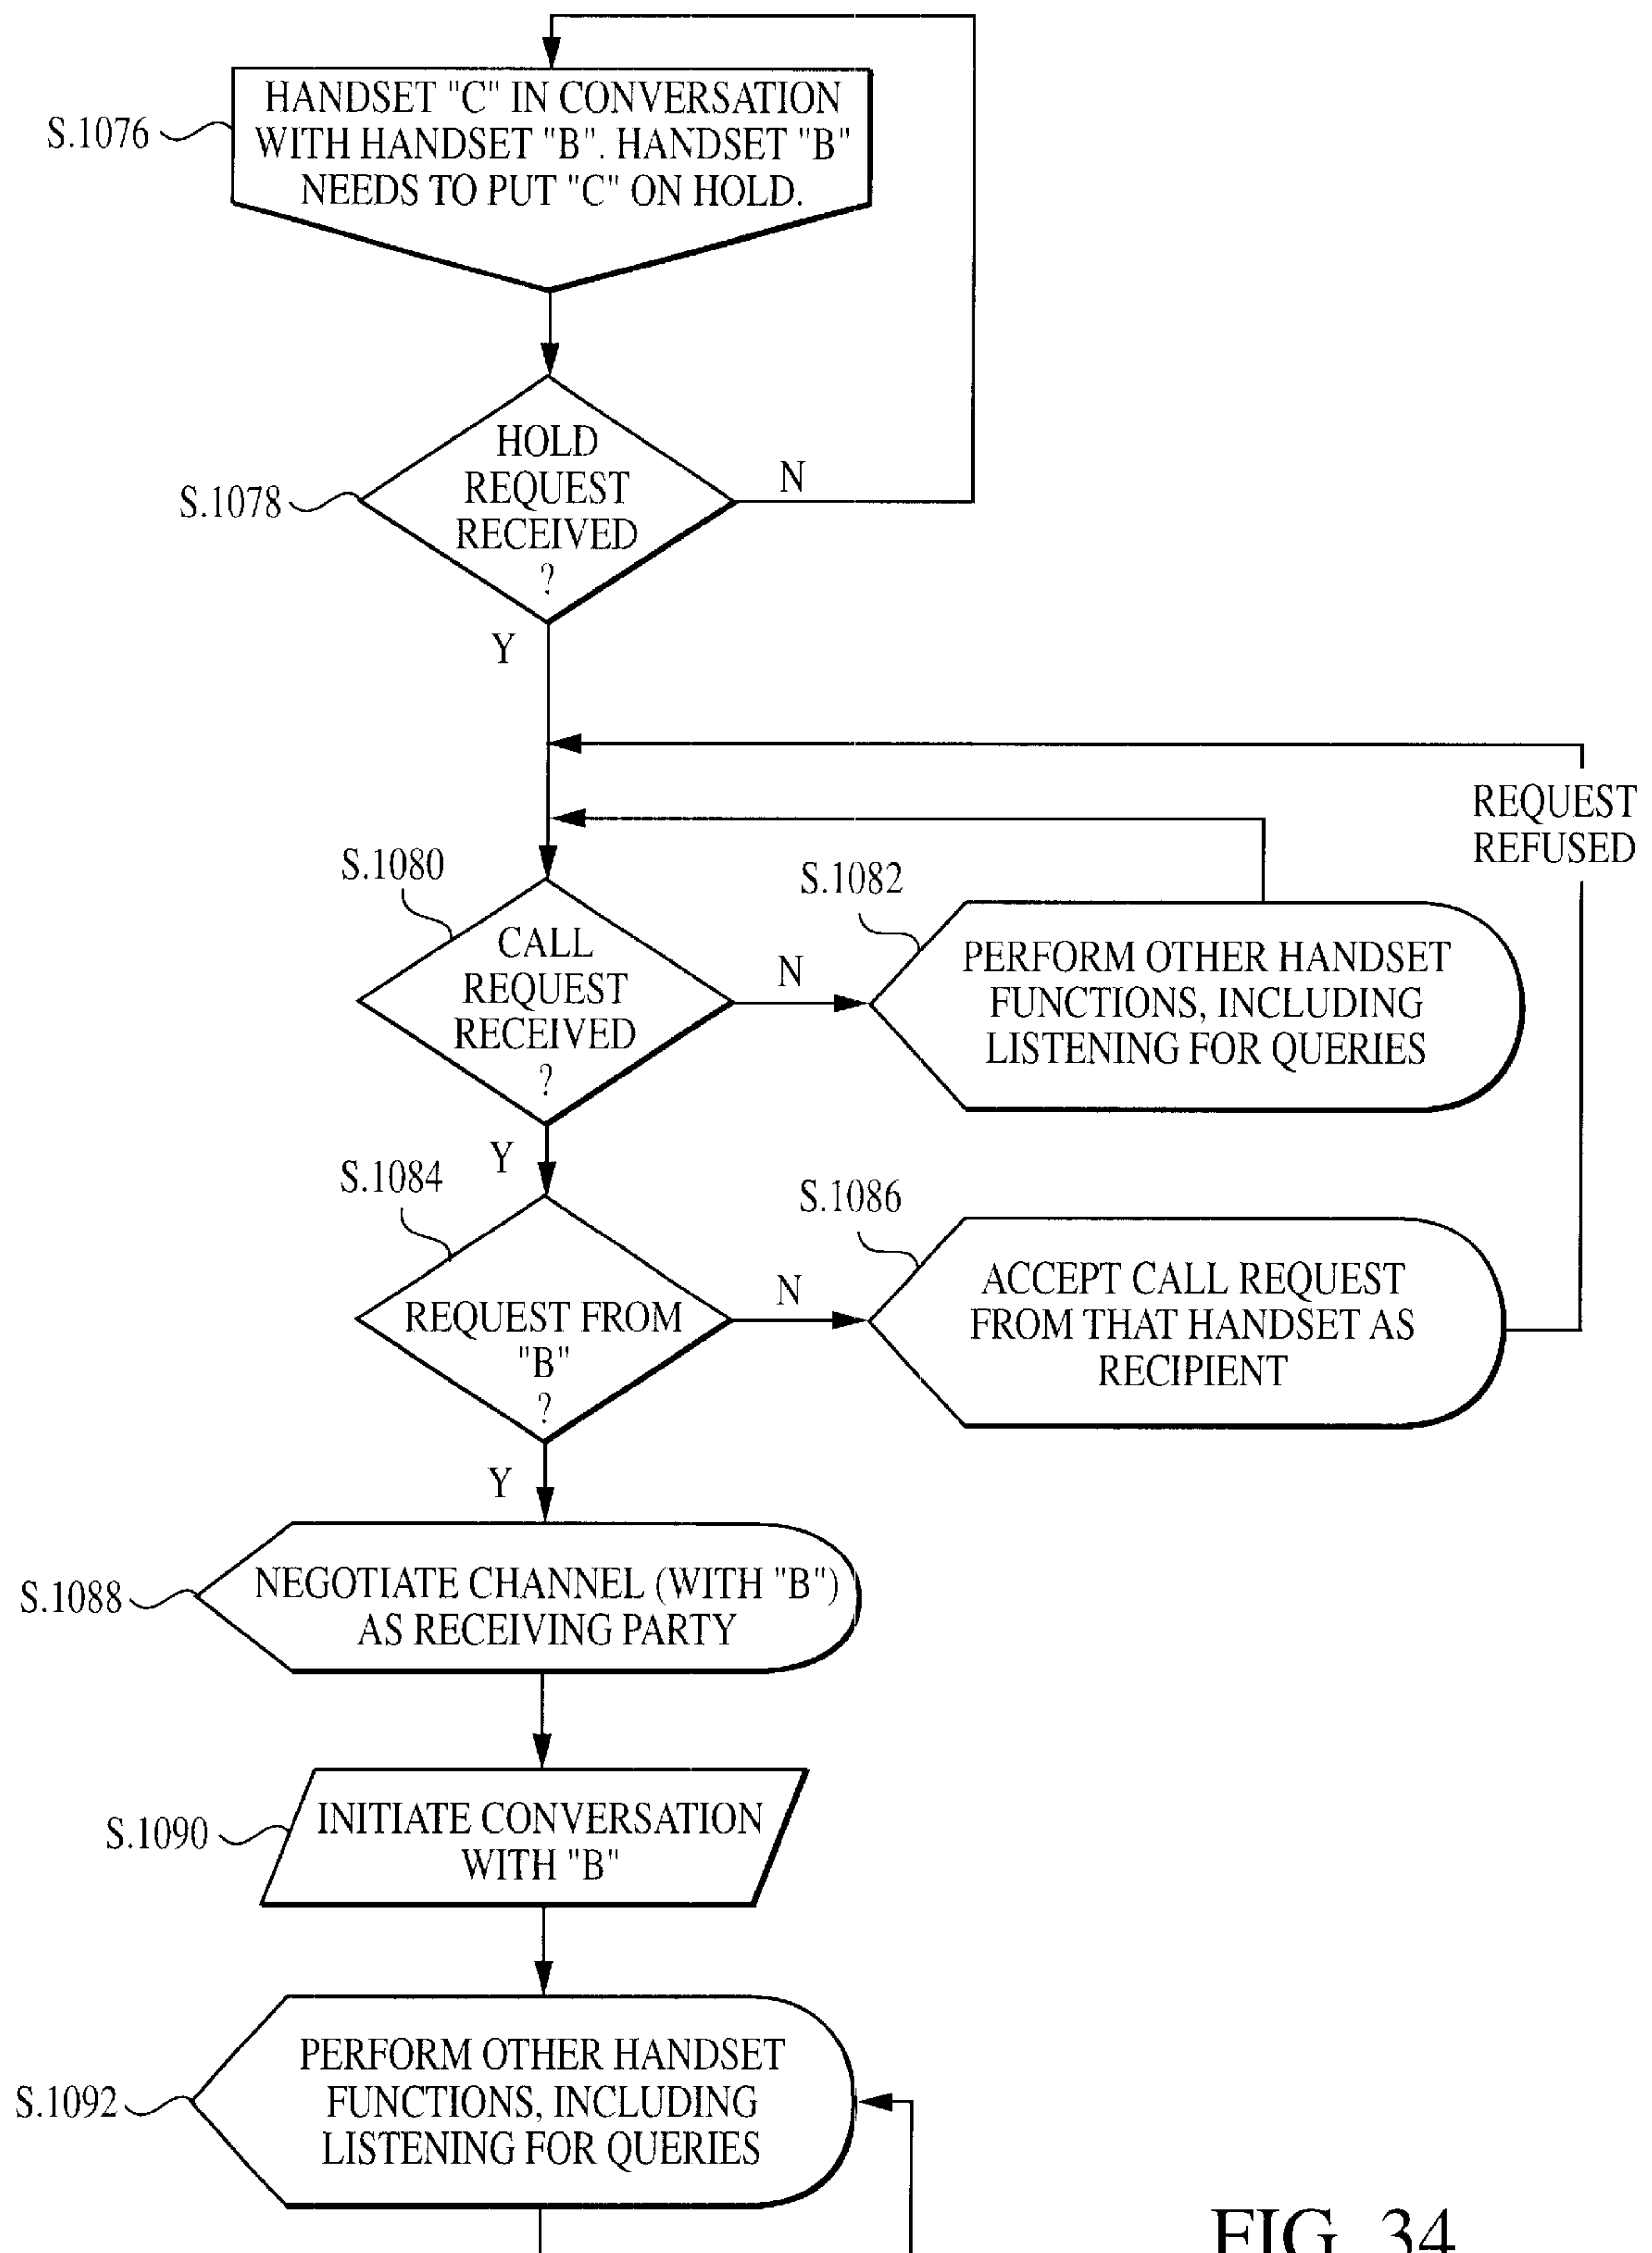 HANDSET "C" IN CONVERSATION
WITH HANDSET "B". HANDSET "B"
NEEDS TO PUT "C" ON HOLD.
S.1076
HOLD
REQUEST
RECEIVED
?
S.1078
N
Y
REQUEST
REFUSED
S.1080
CALL
REQUEST
RECEIVED
?
N
S.1082
PERFORM OTHER HANDSET
FUNCTIONS, INCLUDING
LISTENING FOR QUERIES
Y
S.1084
REQUEST FROM
"B"
?
N
S.1086
ACCEPT CALL REQUEST
FROM THAT HANDSET AS
RECIPIENT
Y
S.1088
NEGOTIATE CHANNEL (WITH "B")
AS RECEIVING PARTY
S.1090
INITIATE CONVERSATION
WITH "B"
S.1092
PERFORM OTHER HANDSET
FUNCTIONS, INCLUDING
LISTENING FOR QUERIES
FIG. 34